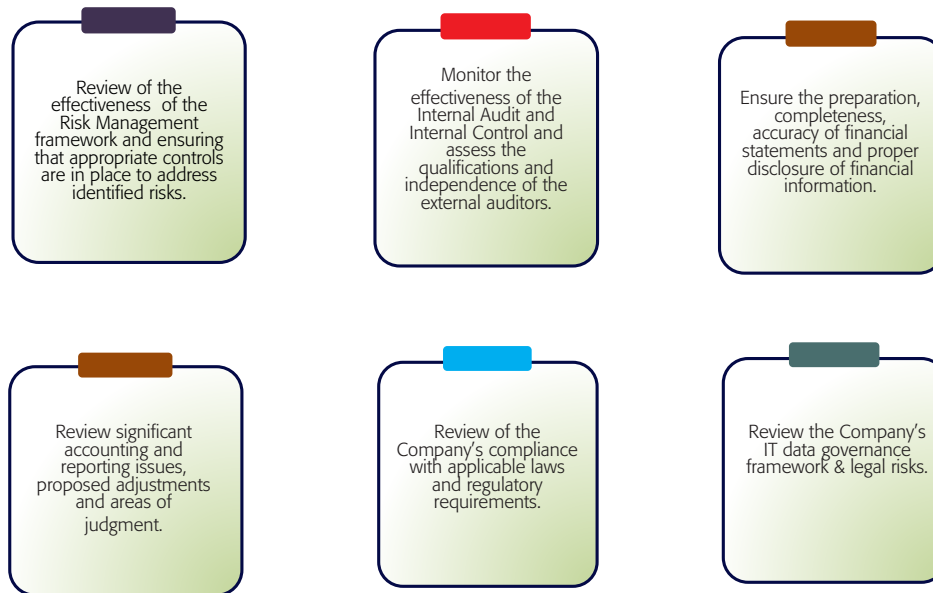 Review of the
effectiveness of the
Risk Management
framework and ensuring
that appropriate controls
are in place to address
identified risks.
Monitor the
effectiveness of the
Internal Audit and
Internal Control and
assess the
qualifications and
independence of the
external auditors.
Ensure the preparation,
completeness,
accuracy of financial
statements and proper
disclosure of financial
information.
Review significant
accounting and
reporting issues,
proposed adjustments
and areas of
judgment.
Review of the
Company's compliance
with applicable laws
and regulatory
requirements.
Review the Company's
IT data governance
framework & legal risks.